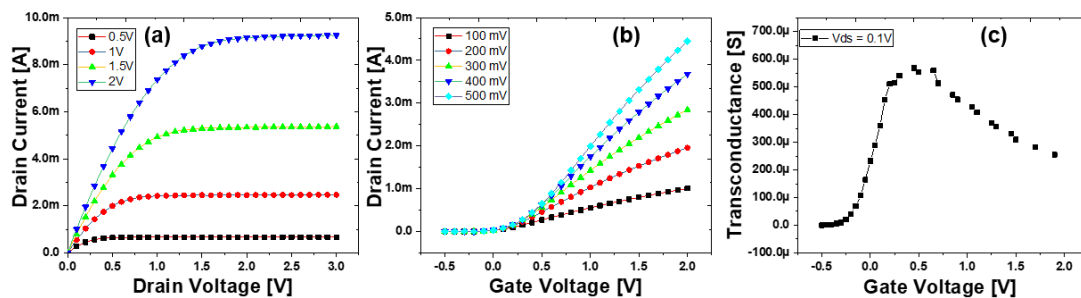 (a)
0.5V
1V
1.5V
2V
Drain Current [A]
10.0m
8.0m
6.0m
4.0m
2.0m
0.0
0.0 0.5 1.0 1.5 2.0 2.5 3.0
Drain Voltage [V]
(b)
100 mV
200 mV
300 mV
400 mV
500 mV
Drain Current [A]
5.0m
4.0m
3.0m
2.0m
1.0m
0.0
-0.5 0.0 0.5 1.0 1.5 2.0
Gate Voltage [V]
(c)
Vds = 0.1V
Transconductance [S]
700.0μ
600.0μ
500.0μ
400.0μ
300.0μ
200.0μ
100.0μ
0.0
-100.0μ
-0.5 0.0 0.5 1.0 1.5 2.0
Gate Voltage [V]